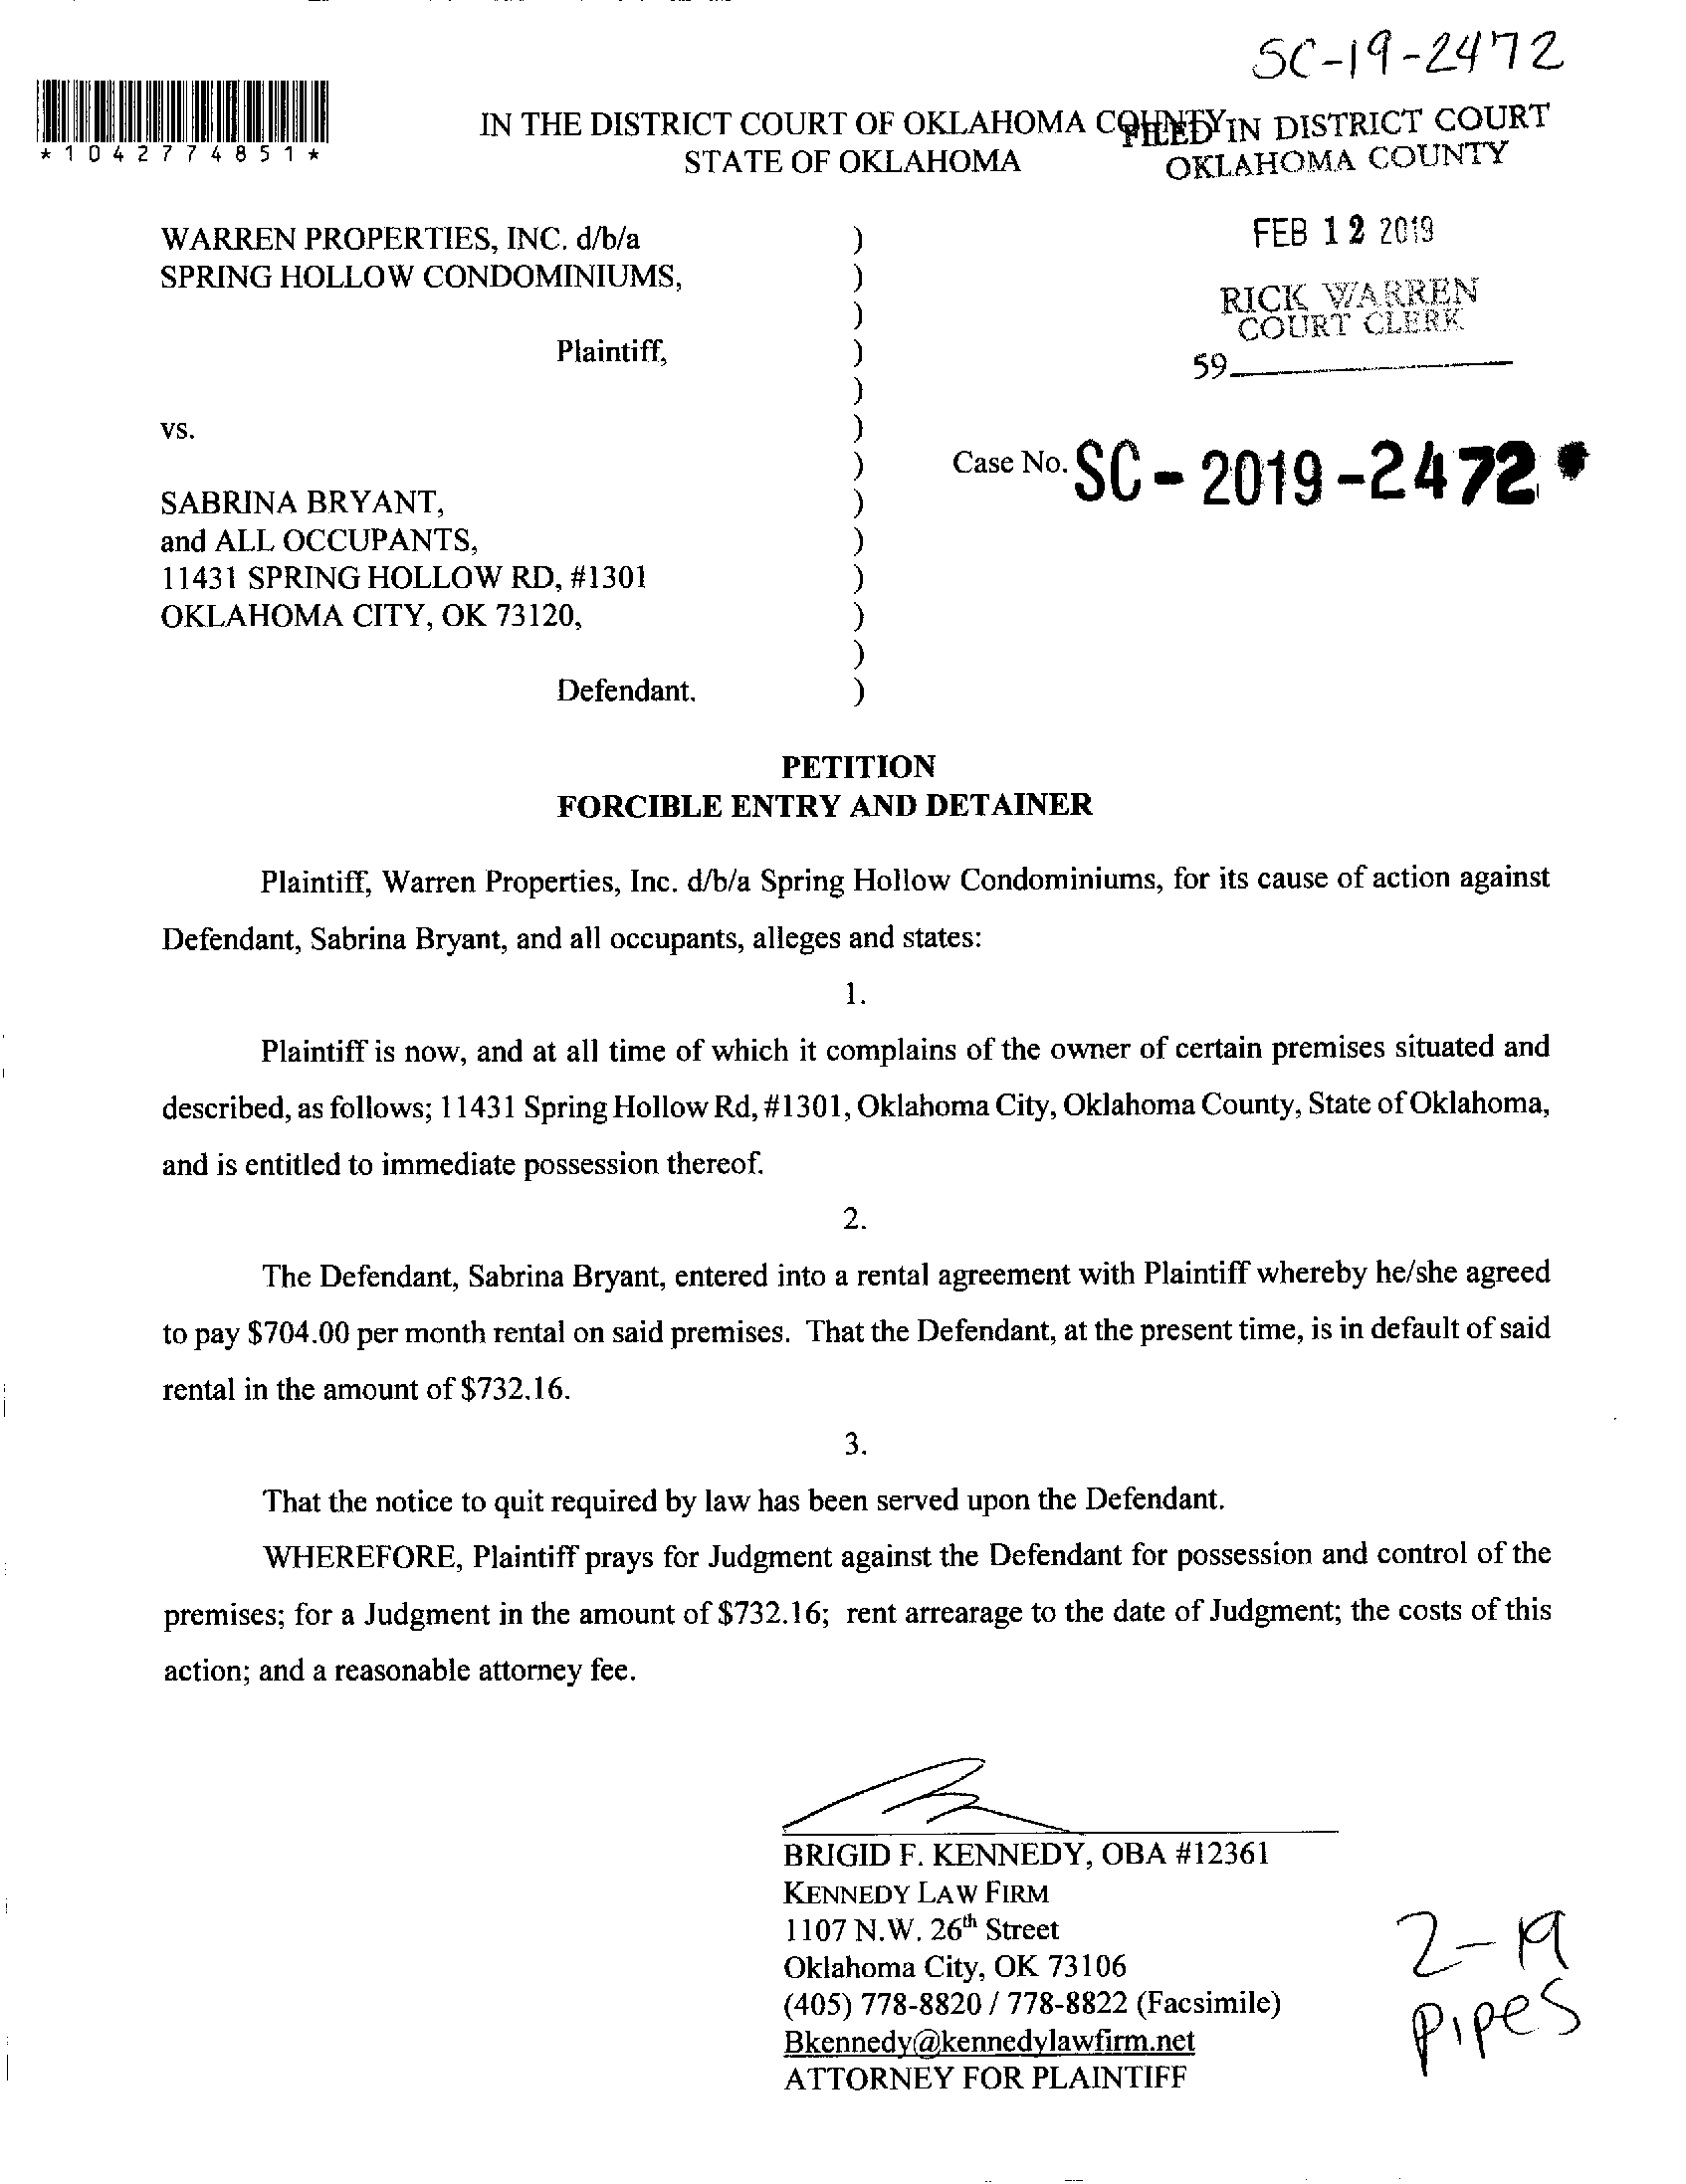 SC-19-2472
*1042774851*
IN THE DISTRICT COURT OF OKLAHOMA COUNTY
STATE OF OKLAHOMA
FILED IN DISTRICT COURT
OKLAHOMA COUNTY
FEB 12 2019
RICK WARREN
COURT CLERK
59
WARREN PROPERTIES, INC. d/b/a )
SPRING HOLLOW CONDOMINIUMS, )
)
Plaintiff, )
)
vs. )
Case No. SC-2019-2472
)
SABRINA BRYANT, )
and ALL OCCUPANTS, )
11431 SPRING HOLLOW RD, #1301 )
OKLAHOMA CITY, OK 73120, )
)
Defendant. )
PETITION
FORCIBLE ENTRY AND DETAINER
Plaintiff, Warren Properties, Inc. d/b/a Spring Hollow Condominiums, for its cause of action against
Defendant, Sabrina Bryant, and all occupants, alleges and states:
1.
Plaintiff is now, and at all time of which it complains of the owner of certain premises situated and
described, as follows; 11431 Spring Hollow Rd, #1301, Oklahoma City, Oklahoma County, State of Oklahoma,
and is entitled to immediate possession thereof.
2.
The Defendant, Sabrina Bryant, entered into a rental agreement with Plaintiff whereby he/she agreed
to pay $704.00 per month rental on said premises. That the Defendant, at the present time, is in default of said
rental in the amount of $732.16.
3.
That the notice to quit required by law has been served upon the Defendant.
WHEREFORE, Plaintiff prays for Judgment against the Defendant for possession and control of the
premises; for a Judgment in the amount of $732.16; rent arrearage to the date of Judgment; the costs of this
action; and a reasonable attorney fee.
BRIGID F. KENNEDY, OBA #12361
KENNEDY LAW FIRM
1107 N.W. 26th Street
Oklahoma City, OK 73106
(405) 778-8820 / 778-8822 (Facsimile)
Bkennedy@kennedylawfirm.net
ATTORNEY FOR PLAINTIFF
2-19
Pipes